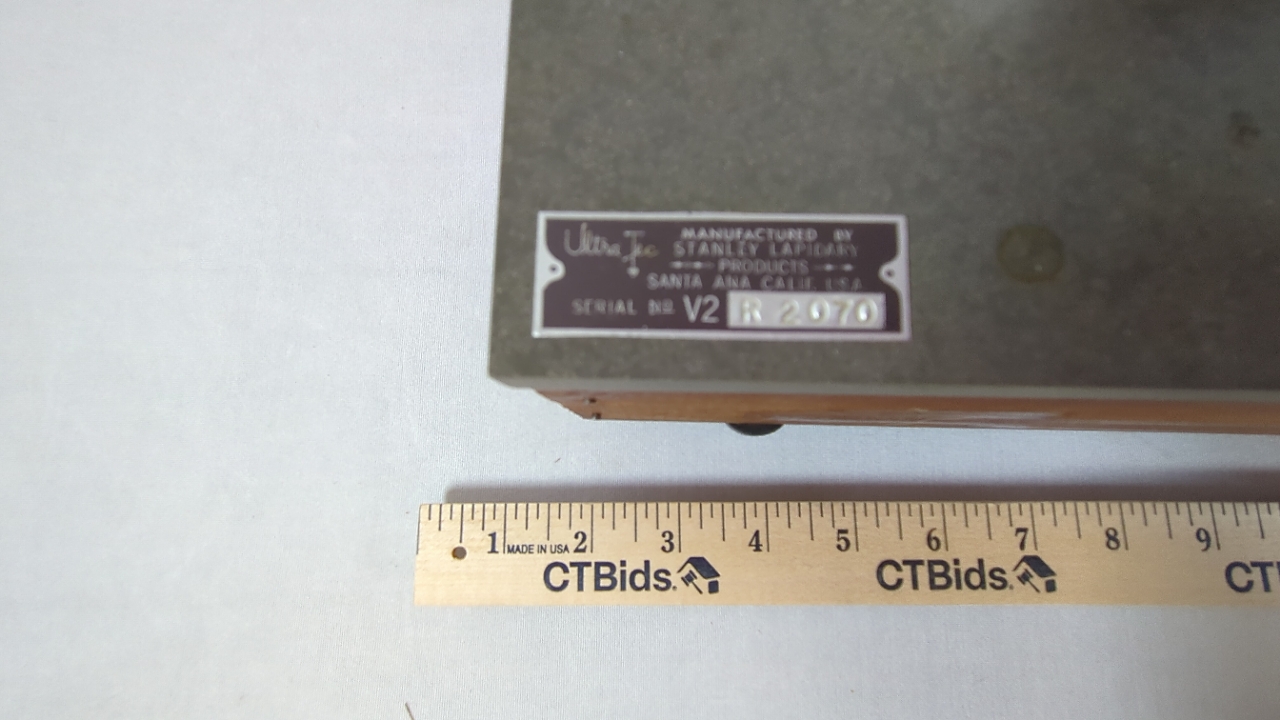 Ultra Tec
MANUFACTURED BY
STANLEY LAPIDARY
PRODUCTS
SANTA ANA CALIF. USA
SERIAL No V2 R 2070
1 MADE IN USA 2 3 4 5 6 7 8 9
CTBids. CTBids. CT